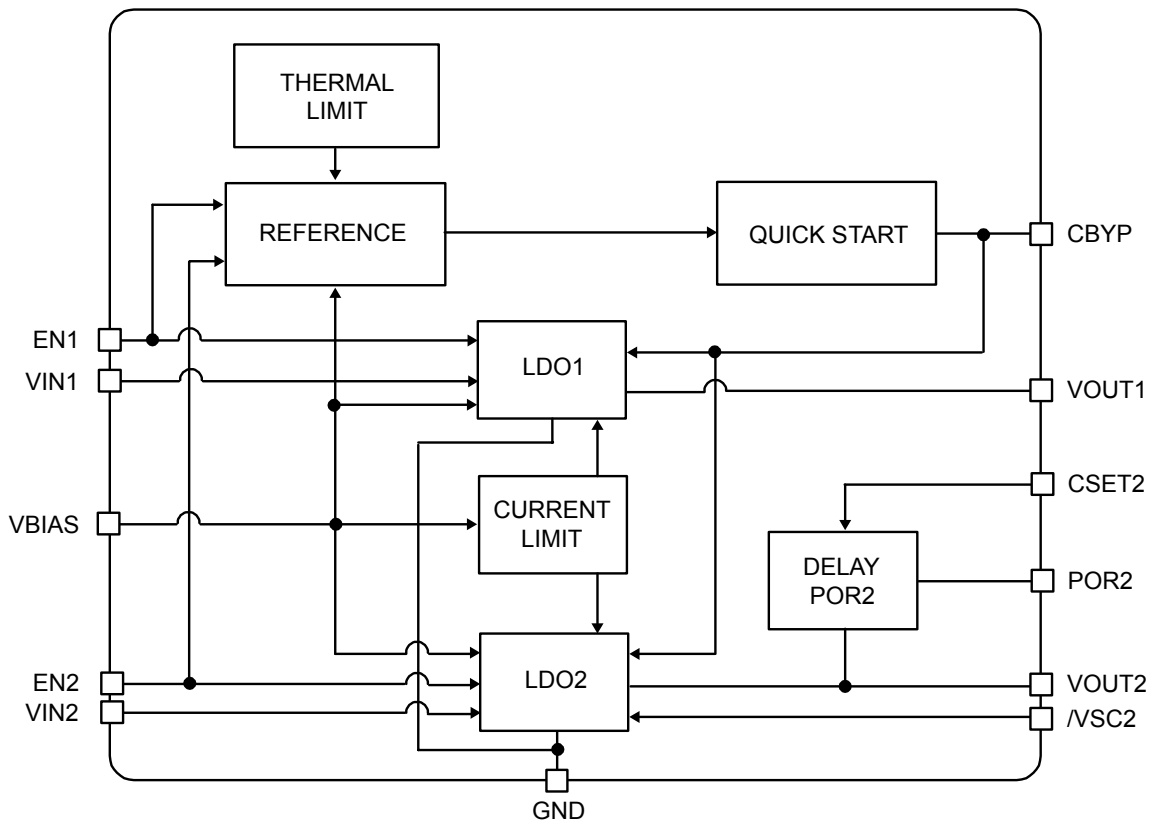 THERMAL
LIMIT
REFERENCE
QUICK START
CBYP
EN1
LDO1
VIN1
VOUT1
CSET2
VBIAS
CURRENT
LIMIT
DELAY
POR2
POR2
EN2
LDO2
VOUT2
VIN2
/VSC2
GND